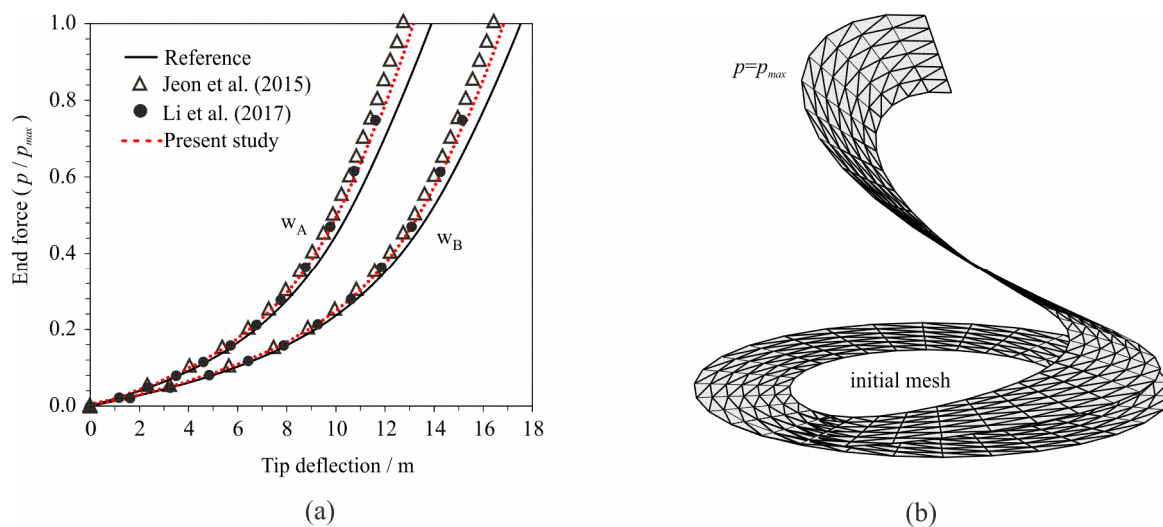 1.0
0.8
0.6
0.4
0.2
0.0
End force ( p / pmax )
Reference
Jeon et al. (2015)
Li et al. (2017)
Present study
wA
wB
0 2 4 6 8 10 12 14 16 18
Tip deflection / m
(a)
p=pmax
initial mesh
(b)